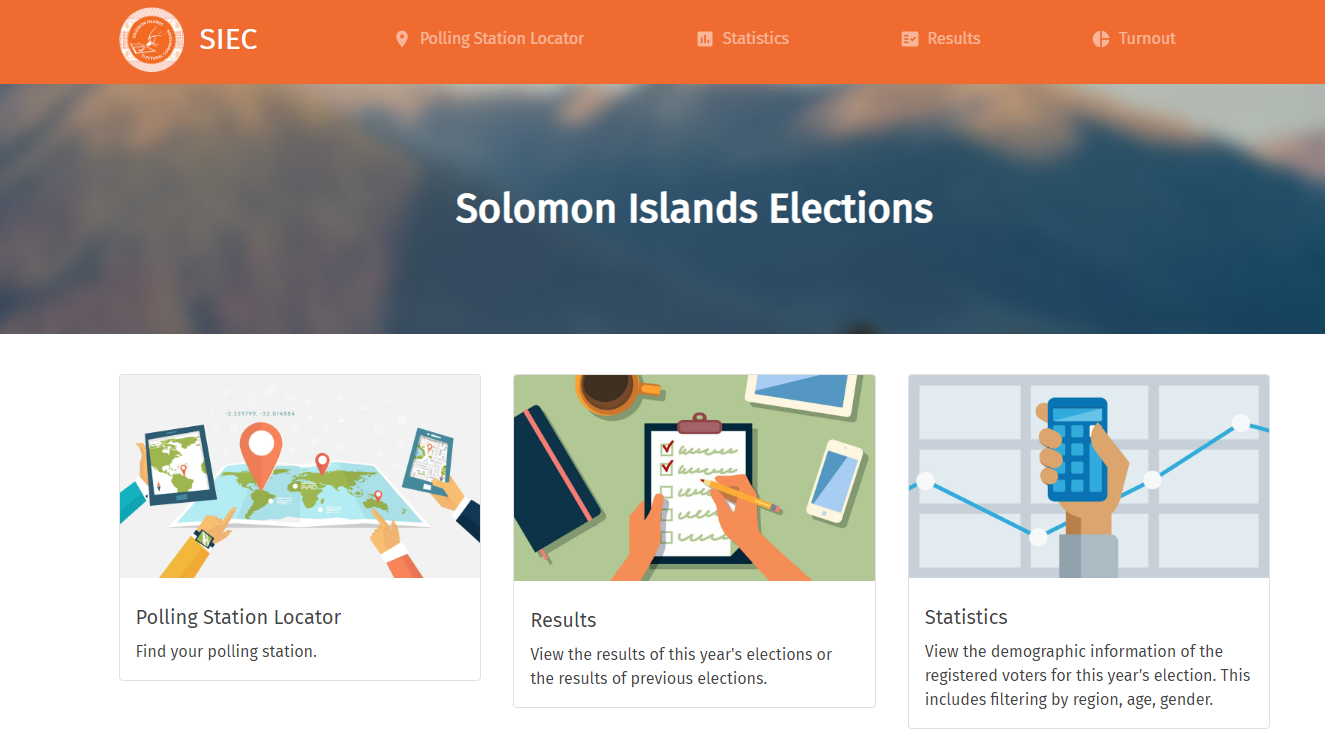 SIEC
Polling Station Locator
Statistics
Results
Turnout
Solomon Islands Elections
Polling Station Locator
Find your polling station.
Results
View the results of this year's elections or
the results of previous elections.
Statistics
View the demographic information of the
registered voters for this year's election. This
includes filtering by region, age, gender.